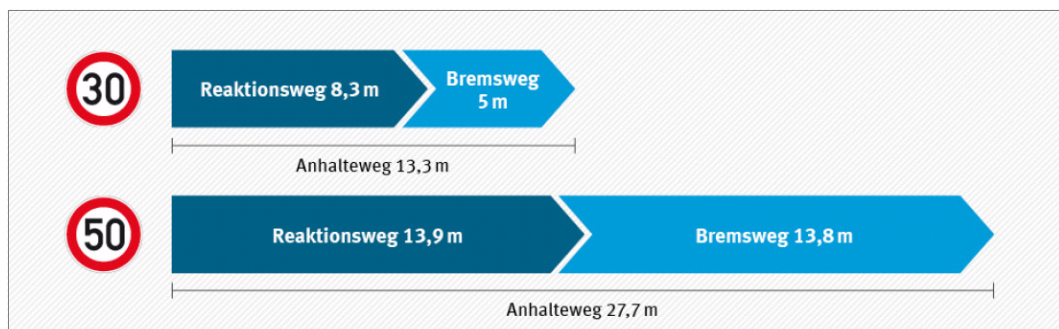 30
Reaktionsweg 8,3 m
Bremsweg
5 m
Anhalteweg 13,3 m
50
Reaktionsweg 13,9 m
Bremsweg 13,8 m
Anhalteweg 27,7 m